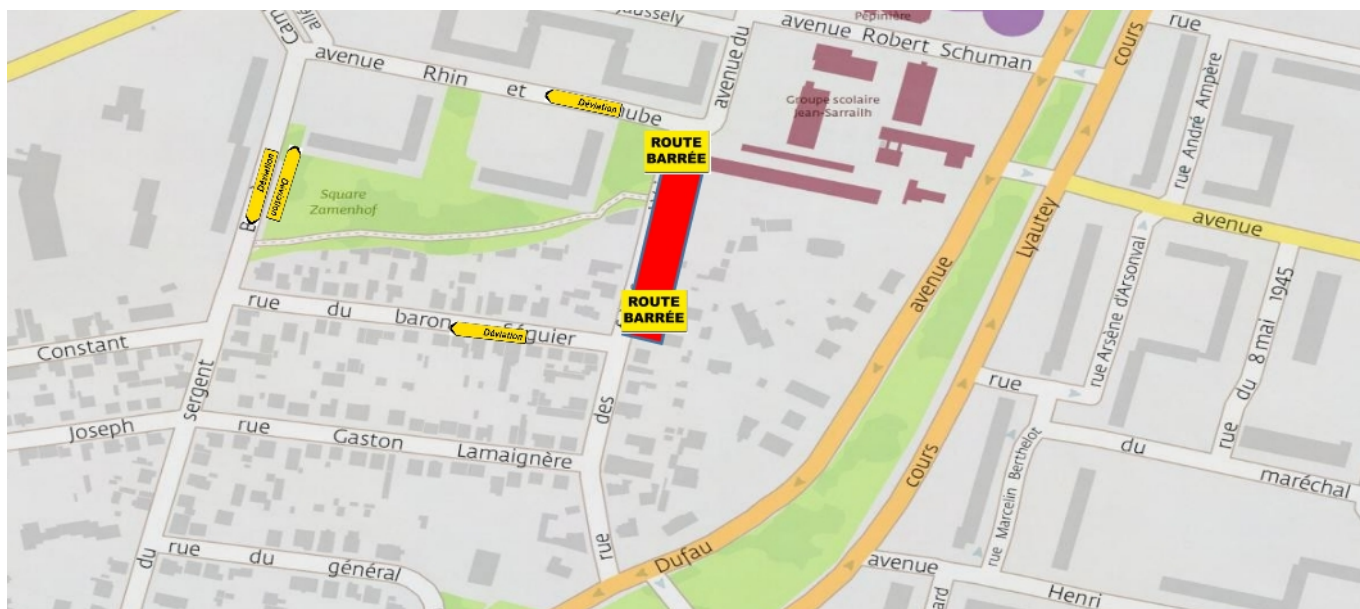 Pépinière
avenue Robert Schuman
avenue du
cours
rue
rue André Ampère
avenue Rhin et
Déviation
Groupe scolaire
Jean-Sarrailh
ROUTE
BARRÉE
Déviation
Déviation
Square
Zamenhof
avenue
Lyautey
avenue
rue Arsène d'Arsonval
rue du 8 mai 1945
ROUTE
BARRÉE
rue du baron
Déviation
Constant
sergent
des
Joseph
rue Gaston Lamaignère
rue
du
maréchal
cours
rue Marcelin Berthelot
rue
Dufau
du
rue du général
avenue
Henri